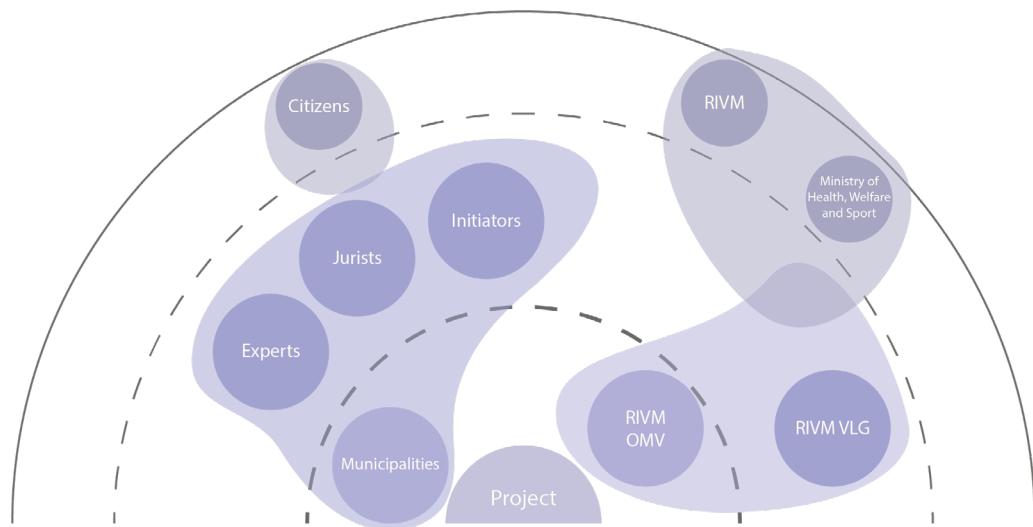 Citizens
RIVM
Ministry of
Health, Welfare
and Sport
Initiators
Jurists
Experts
RIVM
OMV
RIVM VLG
Municipalities
Project